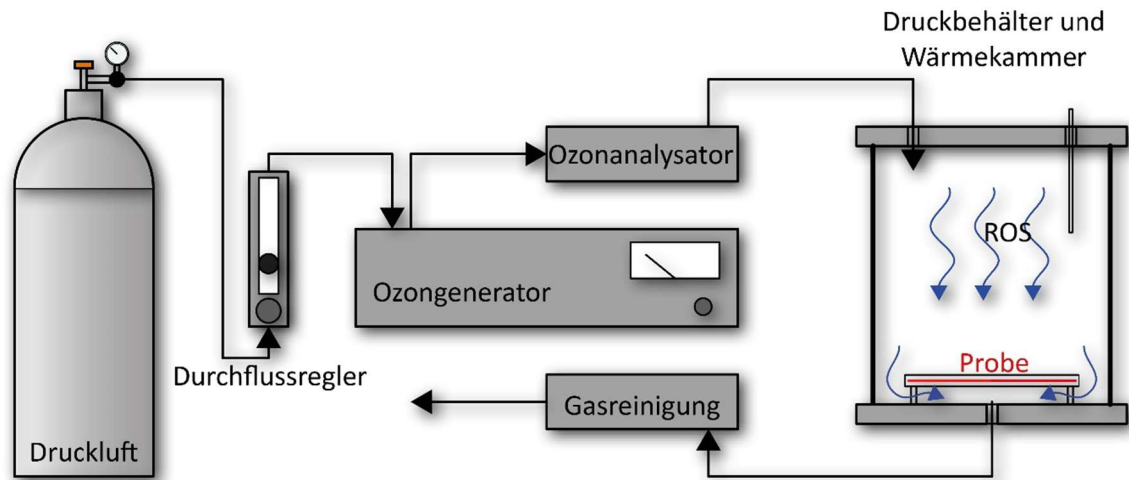 Druckbehälter und
Wärmekammer
Ozonanalysator
ROS
Ozongenerator
Durchflussregler
Probe
Gasreinigung
Druckluft